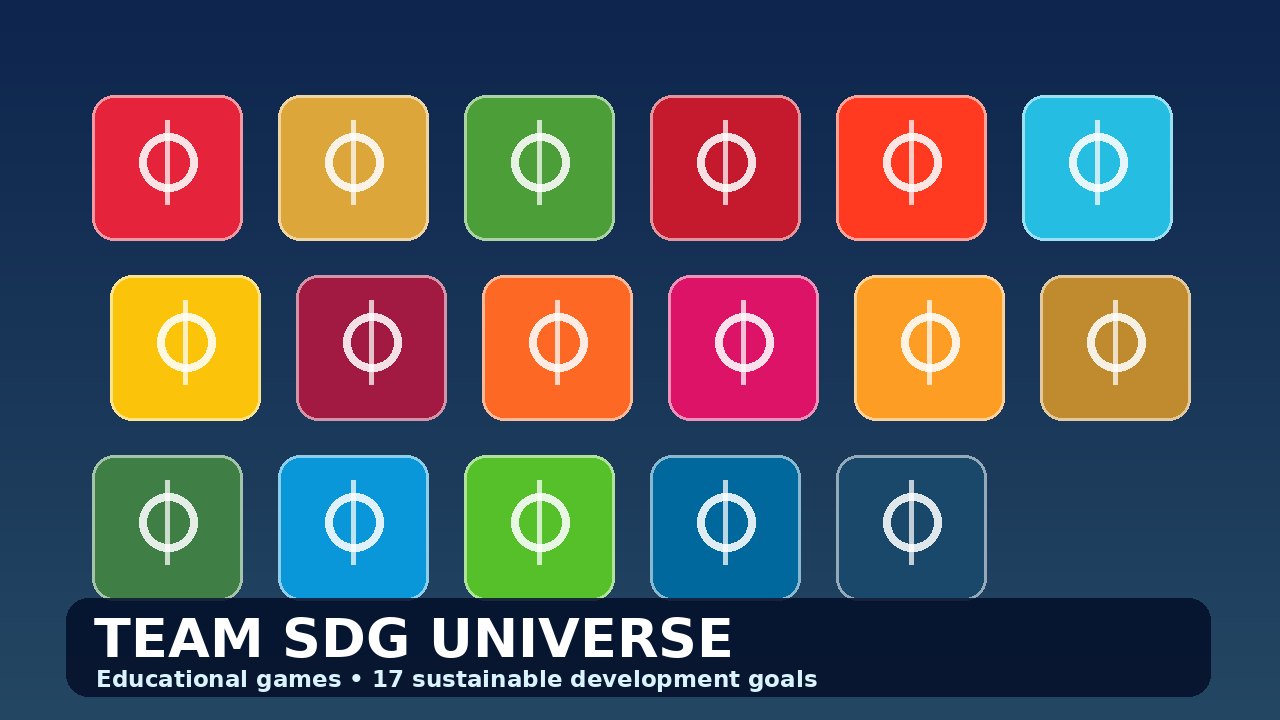 TEAM SDG UNIVERSE
Educational games • 17 sustainable development goals